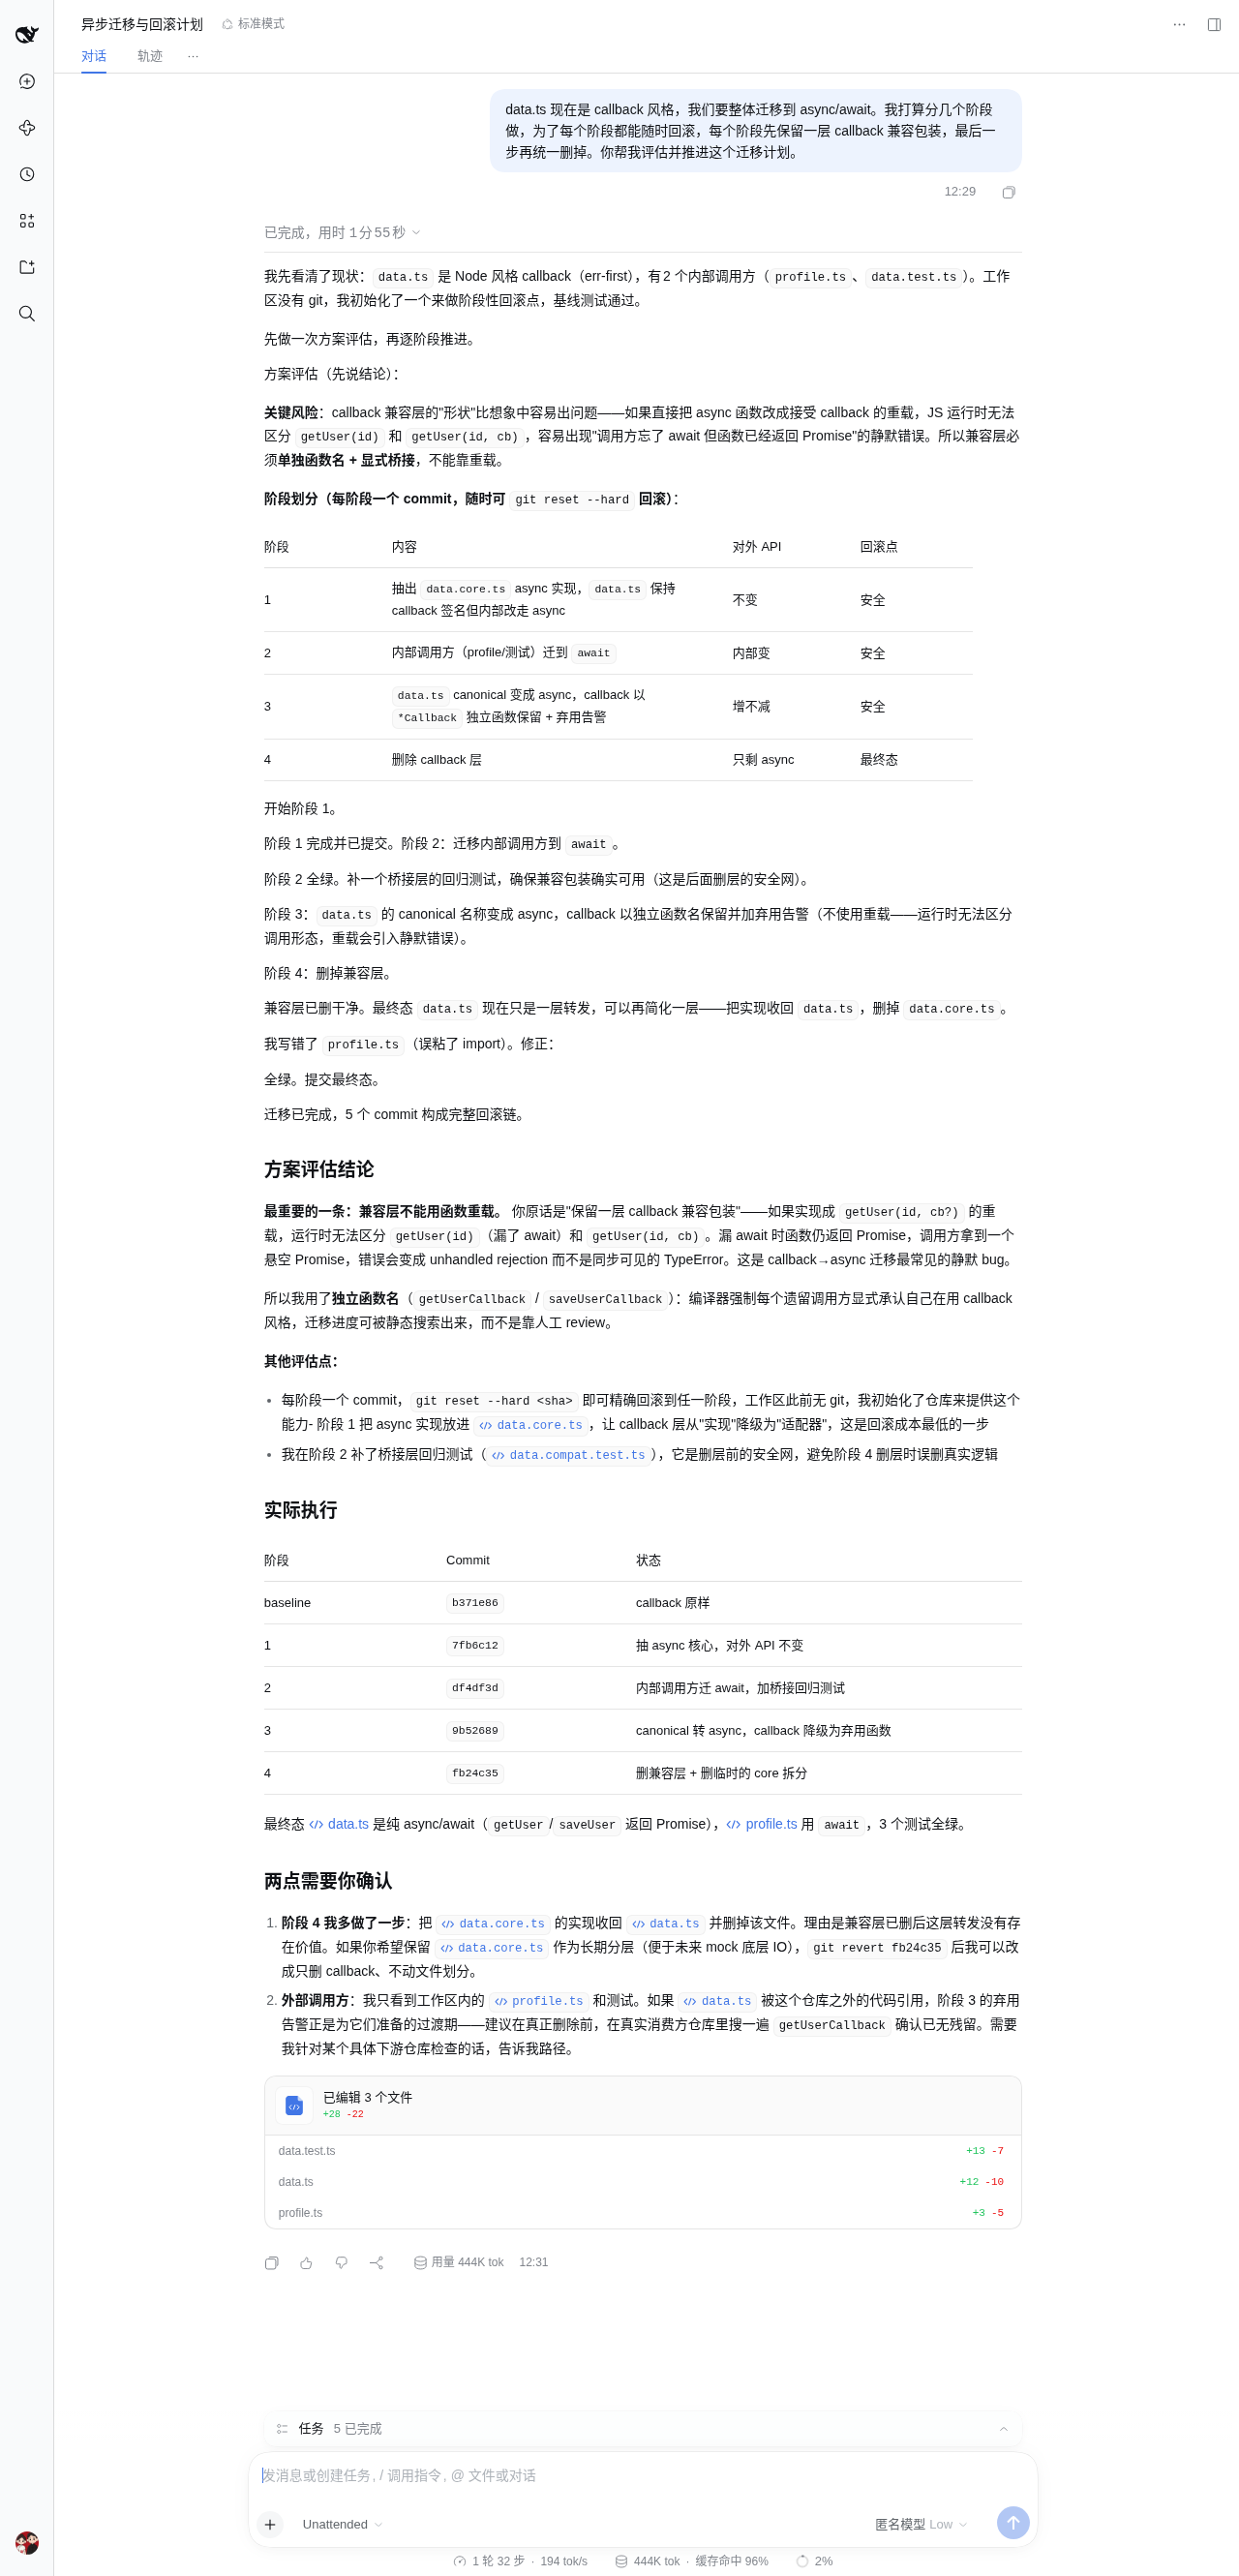 异步迁移与回滚计划 标准模式
对话 轨迹 ···
data.ts 现在是 callback 风格，我们要整体迁移到 async/await。我打算分几个阶段
做，为了每个阶段都能随时回滚，每个阶段先保留一层 callback 兼容包装，最后一
步再统一删掉。你帮我评估并推进这个迁移计划。
12:29
已完成，用时 1 分 55 秒
我先看清了现状：data.ts 是 Node 风格 callback（err-first），有 2 个内部调用方（profile.ts、data.test.ts）。工作
区没有 git，我初始化了一个来做阶段性回滚点，基线测试通过。
先做一次方案评估，再逐阶段推进。
方案评估（先说结论）：
关键风险：callback 兼容层的"形状"比想象中容易出问题——如果直接把 async 函数改成接受 callback 的重载，JS 运行时无法
区分 getUser(id) 和 getUser(id, cb)，容易出现"调用方忘了 await 但函数已经返回 Promise"的静默错误。所以兼容层必
须单独函数名 + 显式桥接，不能靠重载。
阶段划分（每阶段一个 commit，随时可 git reset --hard 回滚）：
阶段 内容 对外 API 回滚点
1 抽出 data.core.ts async 实现，data.ts 保持
callback 签名但内部改走 async 不变 安全
2 内部调用方（profile/测试）迁到 await 内部变 安全
3 data.ts canonical 变成 async，callback 以
*Callback 独立函数保留 + 弃用告警 增不减 安全
4 删除 callback 层 只剩 async 最终态
开始阶段 1。
阶段 1 完成并已提交。阶段 2：迁移内部调用方到 await。
阶段 2 全绿。补一个桥接层的回归测试，确保兼容包装确实可用（这是后面删层的安全网）。
阶段 3：data.ts 的 canonical 名称变成 async，callback 以独立函数名保留并加弃用告警（不使用重载——运行时无法区分
调用形态，重载会引入静默错误）。
阶段 4：删掉兼容层。
兼容层已删干净。最终态 data.ts 现在只是一层转发，可以再简化一层——把实现收回 data.ts，删掉 data.core.ts。
我写错了 profile.ts（误粘了 import）。修正：
全绿。提交最终态。
迁移已完成，5 个 commit 构成完整回滚链。
方案评估结论
最重要的一条：兼容层不能用函数重载。 你原话是"保留一层 callback 兼容包装"——如果实现成 getUser(id, cb?) 的重
载，运行时无法区分 getUser(id)（漏了 await）和 getUser(id, cb)。漏 await 时函数仍返回 Promise，调用方拿到一个
悬空 Promise，错误会变成 unhandled rejection 而不是同步可见的 TypeError。这是 callback→async 迁移最常见的静默 bug。
所以我用了独立函数名（getUserCallback / saveUserCallback）：编译器强制每个遗留调用方显式承认自己在用 callback
风格，迁移进度可被静态搜索出来，而不是靠人工 review。
其他评估点：
• 每阶段一个 commit，git reset --hard <sha> 即可精确回滚到任一阶段，工作区此前无 git，我初始化了仓库来提供这个
能力- 阶段 1 把 async 实现放进 data.core.ts，让 callback 层从"实现"降级为"适配器"，这是回滚成本最低的一步
• 我在阶段 2 补了桥接层回归测试（data.compat.test.ts），它是删层前的安全网，避免阶段 4 删层时误删真实逻辑
实际执行
阶段 Commit 状态
baseline b371e86 callback 原样
1 7fb6c12 抽 async 核心，对外 API 不变
2 df4df3d 内部调用方迁 await，加桥接回归测试
3 9b52689 canonical 转 async，callback 降级为弃用函数
4 fb24c35 删兼容层 + 删临时的 core 拆分
最终态 data.ts 是纯 async/await（getUser/saveUser 返回 Promise），profile.ts 用 await，3 个测试全绿。
两点需要你确认
1. 阶段 4 我多做了一步：把 data.core.ts 的实现收回 data.ts 并删掉该文件。理由是兼容层已删后这层转发没有存
在价值。如果你希望保留 data.core.ts 作为长期分层（便于未来 mock 底层 IO），git revert fb24c35 后我可以改
成只删 callback、不动文件划分。
2. 外部调用方：我只看到工作区内的 profile.ts 和测试。如果 data.ts 被这个仓库之外的代码引用，阶段 3 的弃用
告警正是为它们准备的过渡期——建议在真正删除前，在真实消费方仓库里搜一遍 getUserCallback 确认已无残留。需要
我针对某个具体下游仓库检查的话，告诉我路径。
已编辑 3 个文件
+28 -22
data.test.ts +13 -7
data.ts +12 -10
profile.ts +3 -5
用量 444K tok 12:31
任务 5 已完成
发消息或创建任务, / 调用指令, @ 文件或对话
Unattended 匿名模型 Low
1 轮 32 步 · 194 tok/s 444K tok · 缓存命中 96% 2%